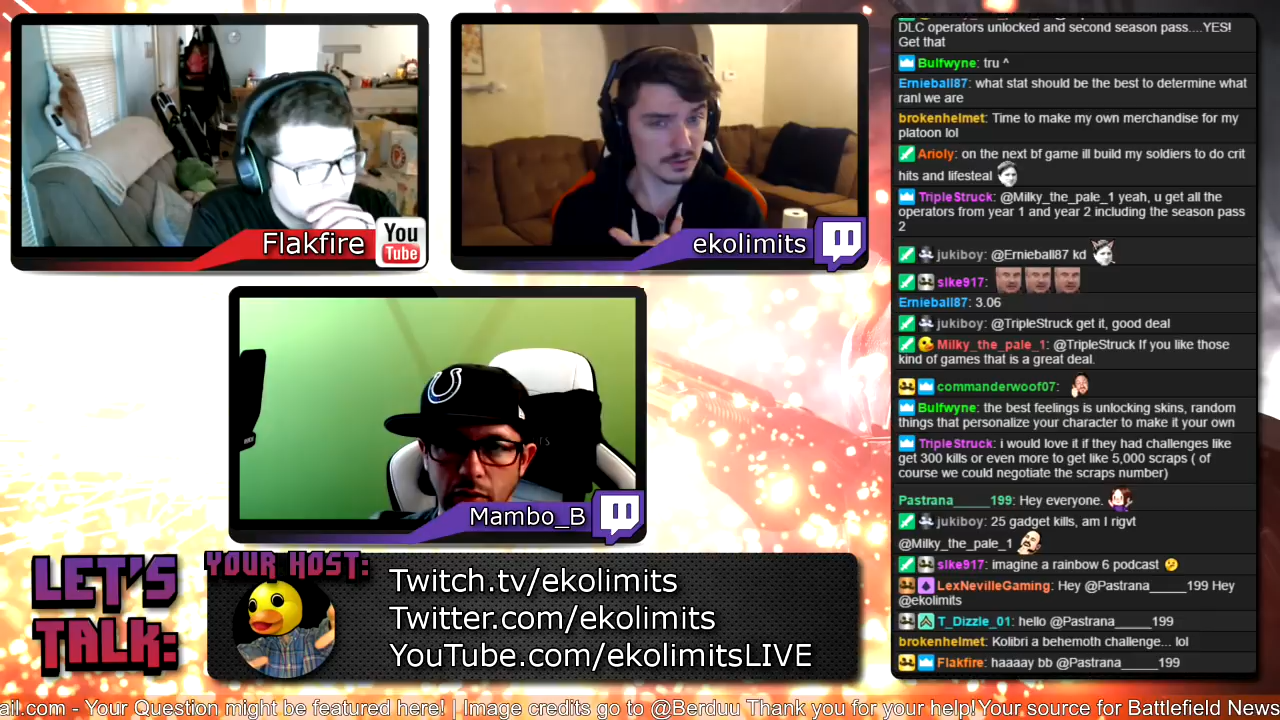 Flakfire
You
Tube
ekolimits
Mambo_B
LET'S
TALK:
YOUR HOST:
Twitch.tv/ekolimits
Twitter.com/ekolimits
YouTube.com/ekolimitsLIVE
DLC operators unlocked and second season pass....YES!
Get that
Bulfwyne: tru ^
Ernieball87: what stat should be the best to determine what
ranl we are
brokenhelmet: Time to make my own merchandise for my
platoon lol
Arioly: on the next bf game ill build my soldiers to do crit
hits and lifesteal
TripleStruck: @Milky_the_pale_1 yeah, u get all the
operators from year 1 and year 2 including the season pass
2
jukiboy: @Ernieball87 kd
slke917:
Ernieball87: 3.06
jukiboy: @TripleStruck get it, good deal
Milky_the_pale_1: @TripleStruck If you like those
kind of games that is a great deal.
commanderwoof07:
Bulfwyne: the best feelings is unlocking skins, random
things that personalize your character to make it your own
TripleStruck: i would love it if they had challenges like
get 300 kills or even more to get like 5,000 scraps ( of
course we could negotiate the scraps number)
Pastrana_____199: Hey everyone.
jukiboy: 25 gadget kills, am I rigvt
@Milky_the_pale_1
slke917: imagine a rainbow 6 podcast
LexNevilleGaming: Hey @Pastrana_____199 Hey
@ekolimits
T_Dizzle_01: hello @Pastrana_____199
brokenhelmet: Kolibri a behemoth challenge... lol
Flakfire: haaaay bb @Pastrana_____199
ail.com - Your Question might be featured here! | Image credits go to @Berduu Thank you for your help!Your source for Battlefield News